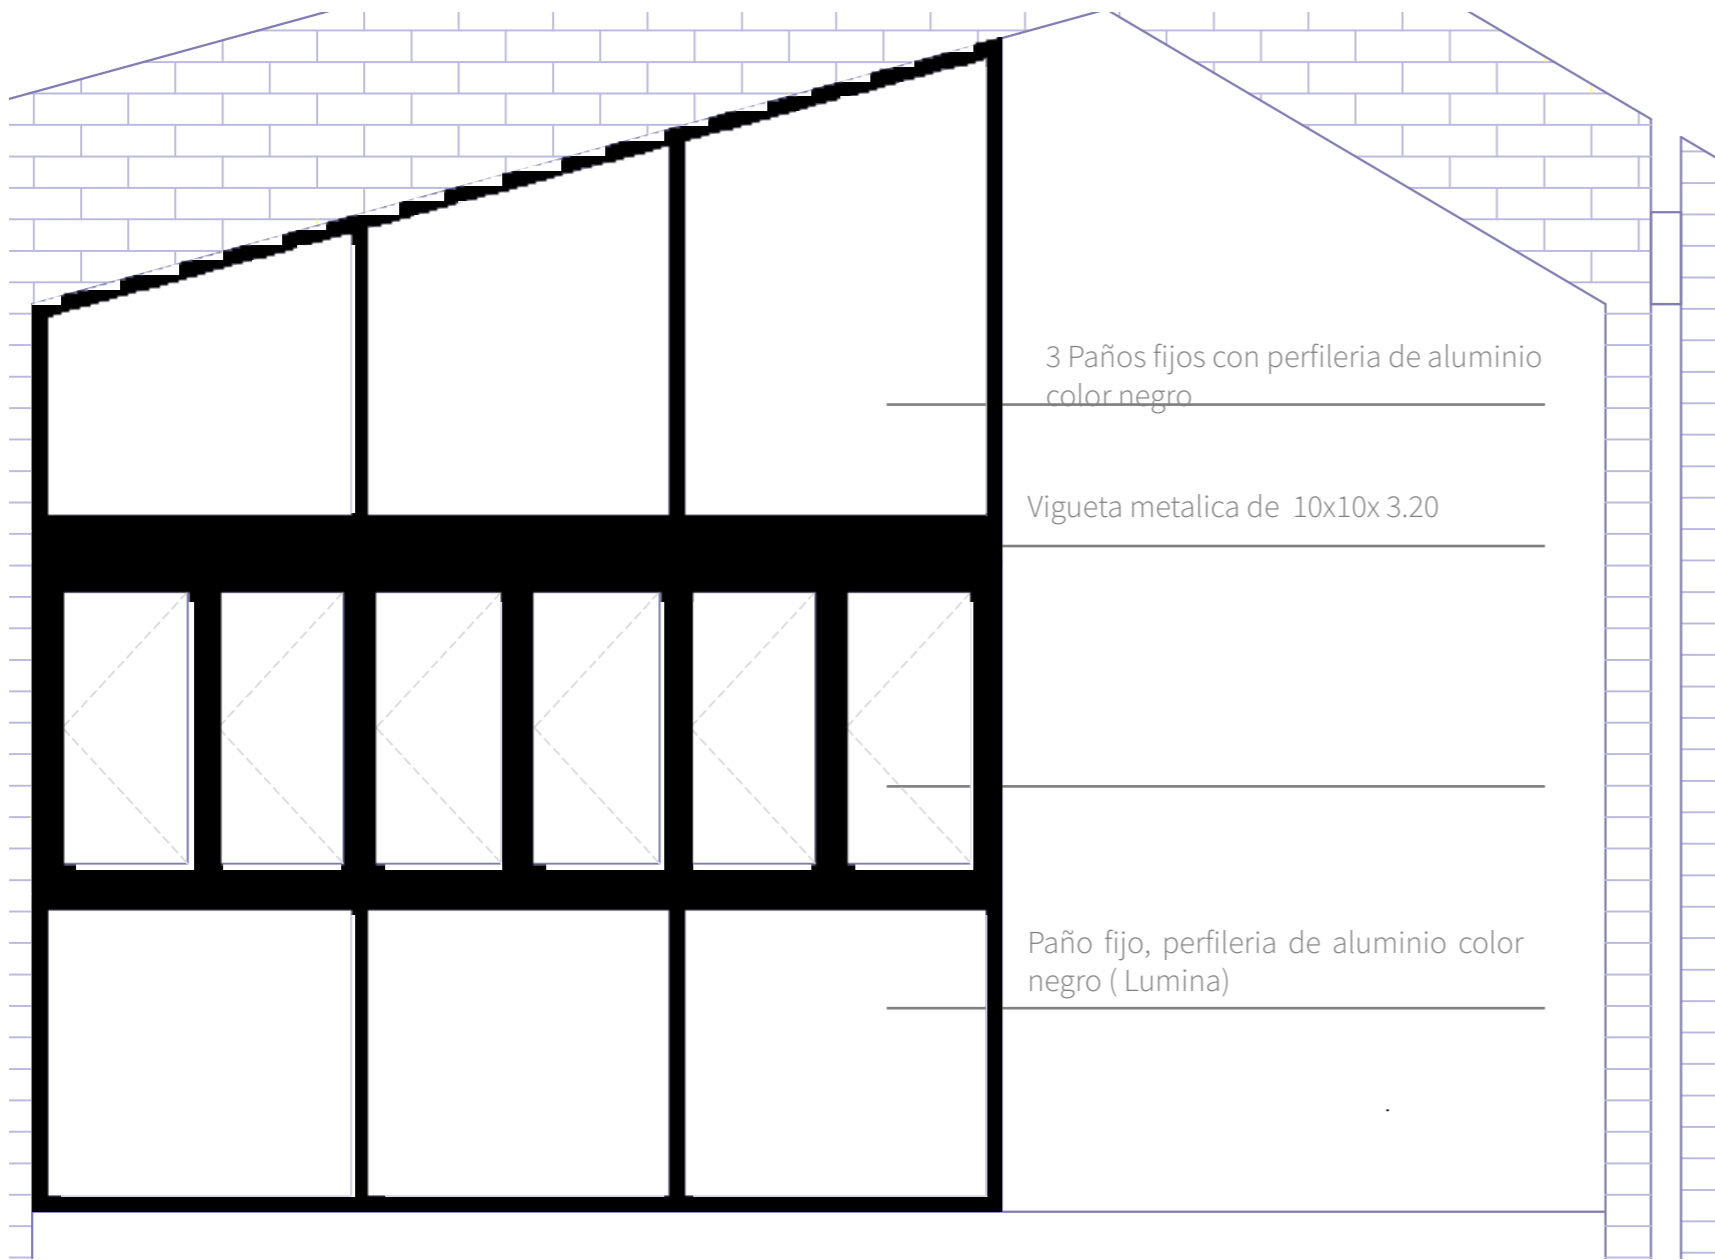 3 Paños fijos con perfileria de aluminio
color negro
Vigueta metalica de  10x10x 3.20
Paño fijo, perfileria de aluminio color
negro ( Lumina)